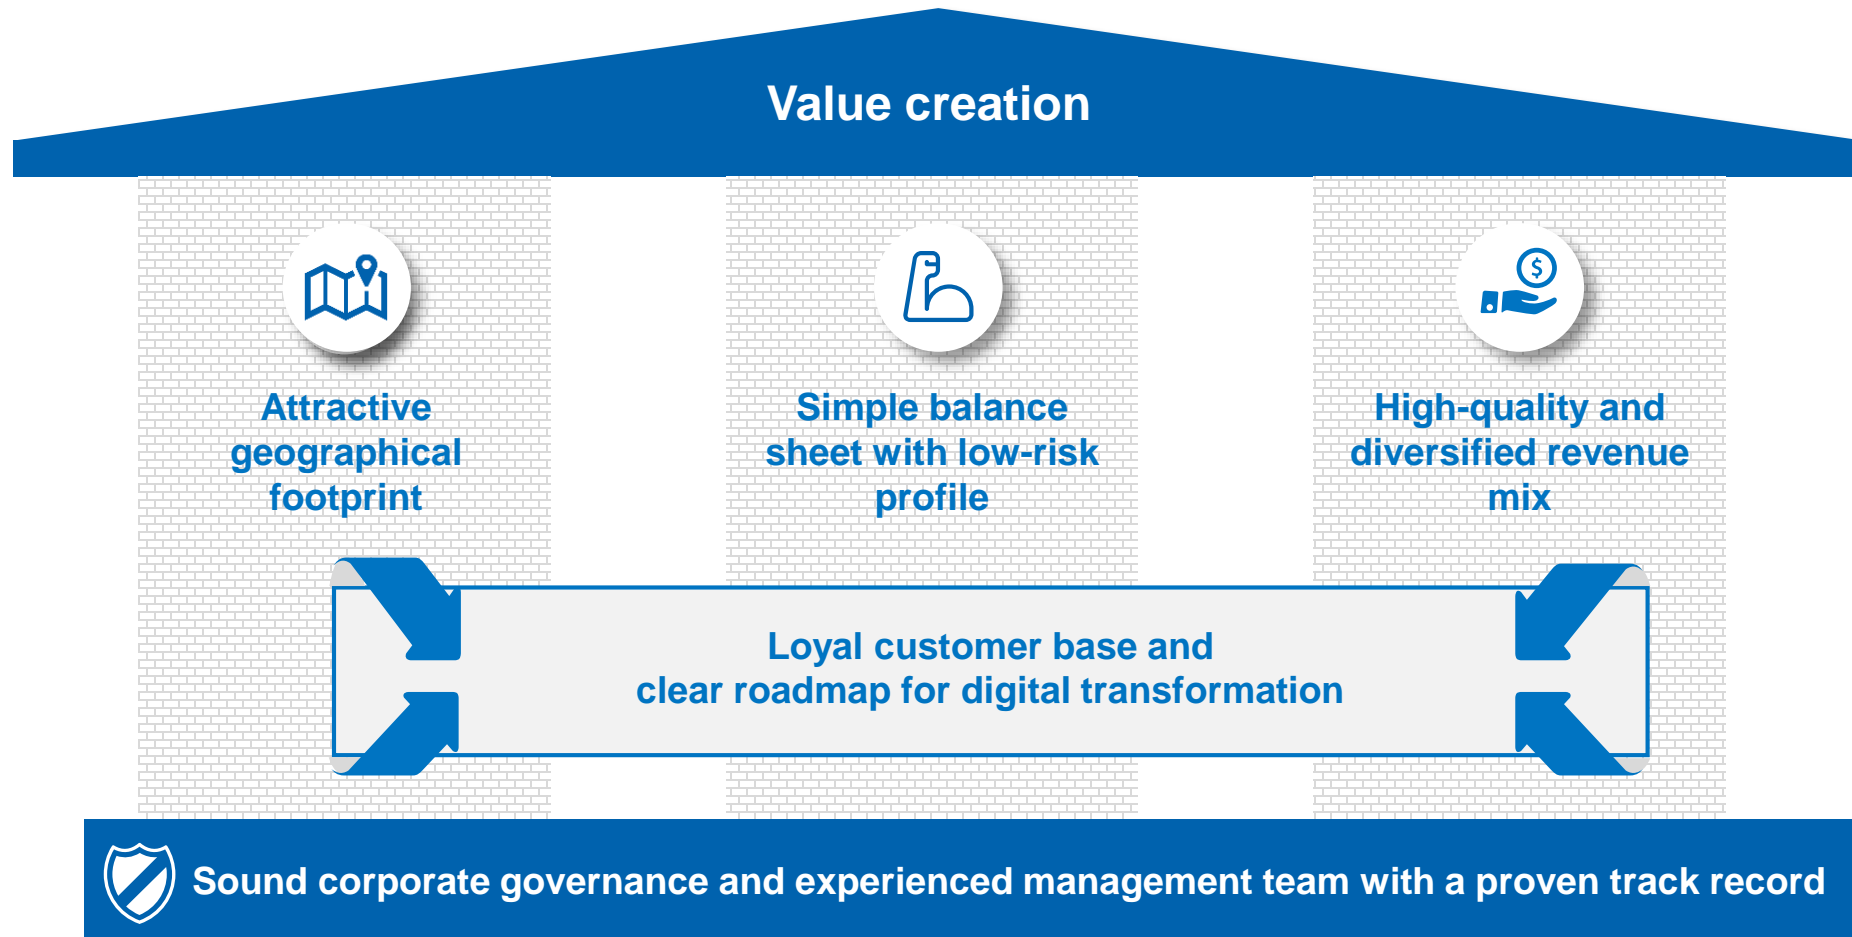 Value creation
Attractive
geographical
footprint
Simple balance
sheet with low-risk
profile
$
High-quality and
diversified revenue
mix
Loyal customer base and
clear roadmap for digital transformation
Sound corporate governance and experienced management team with a proven track record